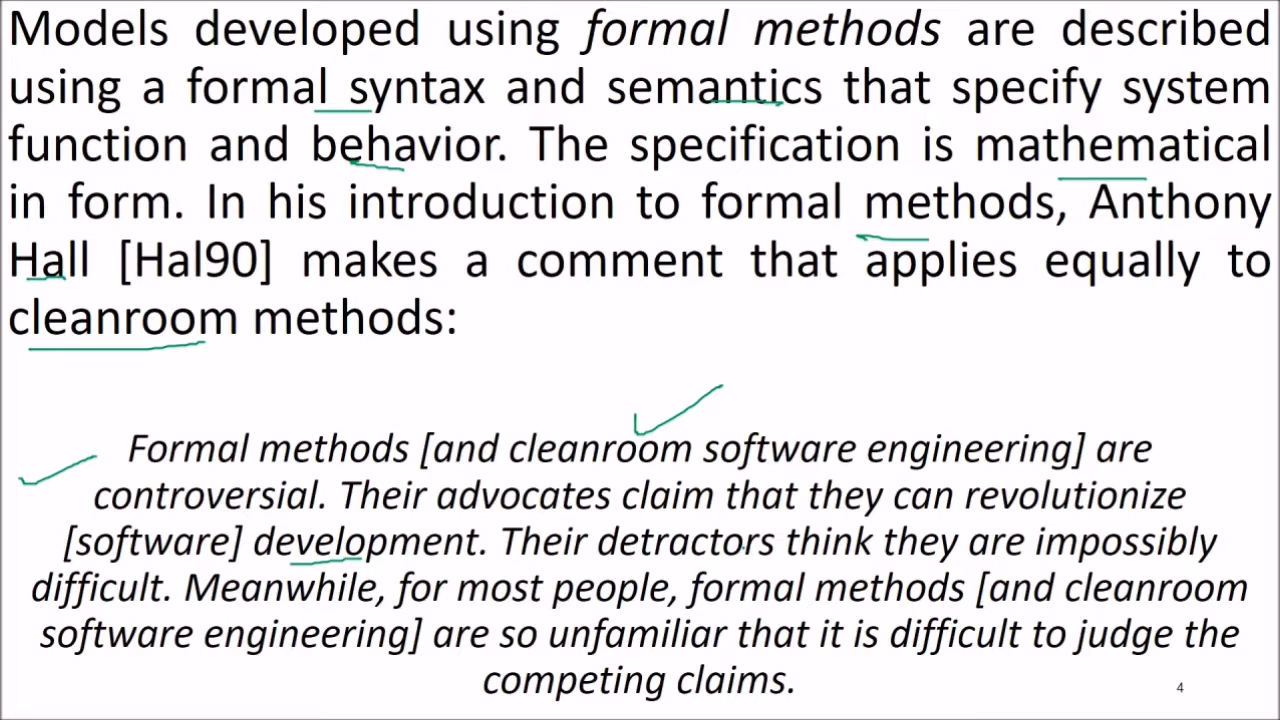 Models developed using formal methods are described
using a formal syntax and semantics that specify system
function and behavior. The specification is mathematical
in form. In his introduction to formal methods, Anthony
Hall [Hal90] makes a comment that applies equally to
cleanroom methods:
Formal methods [and cleanroom software engineering] are
controversial. Their advocates claim that they can revolutionize
[software] development. Their detractors think they are impossibly
difficult. Meanwhile, for most people, formal methods [and cleanroom
software engineering] are so unfamiliar that it is difficult to judge the
competing claims.
4